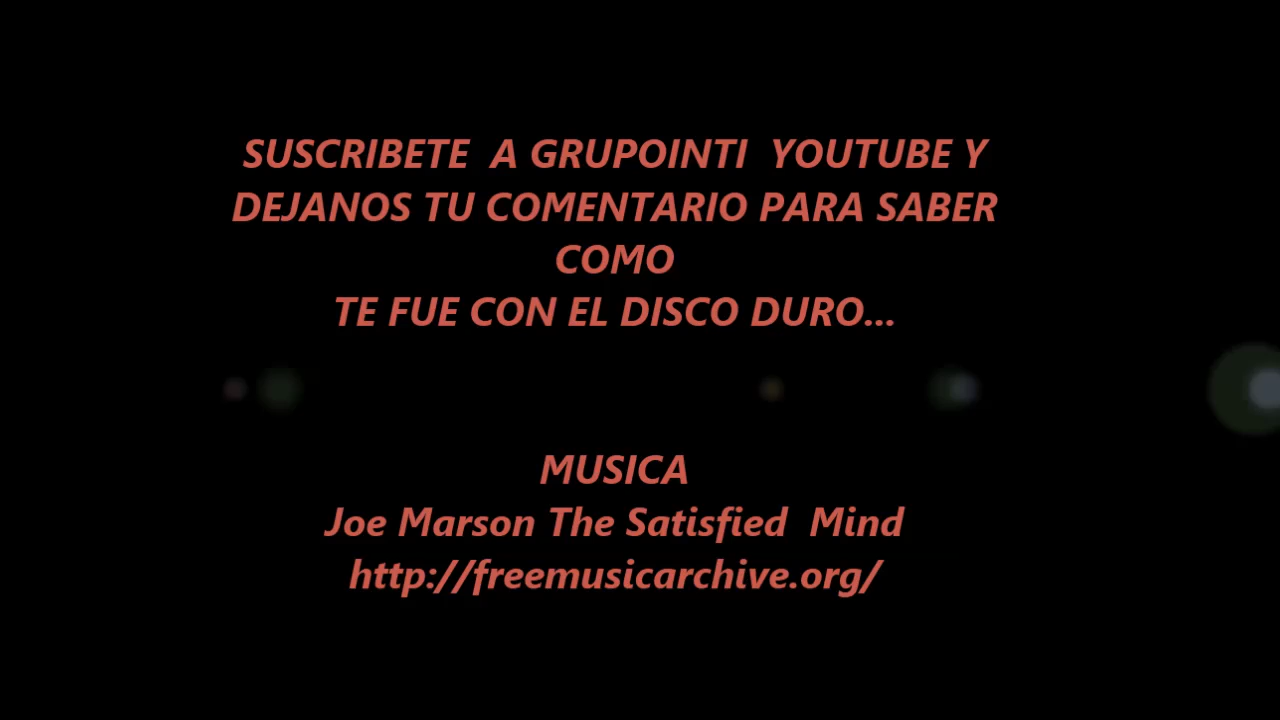 SUSCRIBETE A GRUPOINTI YOUTUBE Y
DEJANOS TU COMENTARIO PARA SABER
COMO
TE FUE CON EL DISCO DURO...
MUSICA
Joe Marson The Satisfied Mind
http://freemusicarchive.org/